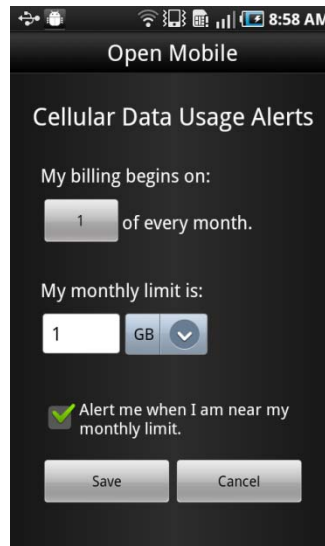 8:58 AM
Open Mobile
Cellular Data Usage Alerts
My billing begins on:
1 of every month.
My monthly limit is:
1 GB
Alert me when I am near my
monthly limit.
Save Cancel